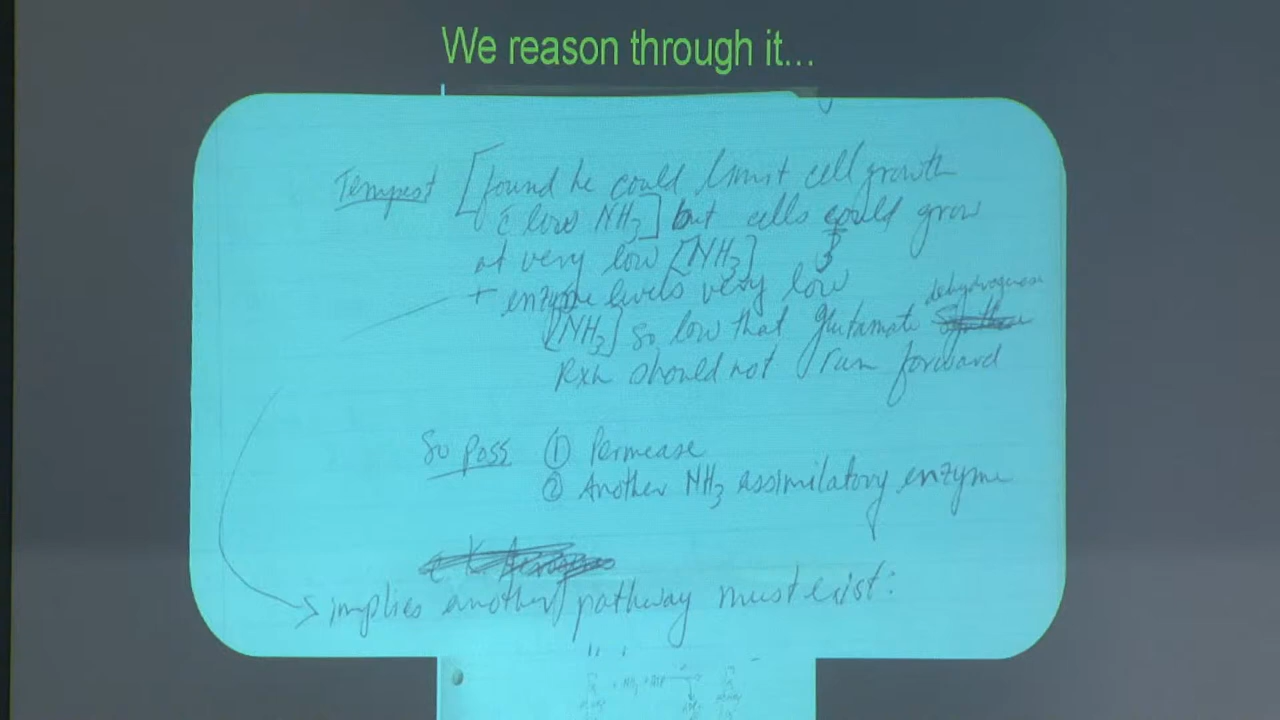 We reason through it...
Tempest [found he could limit cell growth
c̄ low NH3] but cells could grow
at very low [NH3]
+ enzyme levels very low
dehydrogenase
[NH3] so low that glutamate
Rxn should not run forward
So poss ① Permease
② Another NH3 assimilatory enzyme
implies another pathway must exist: